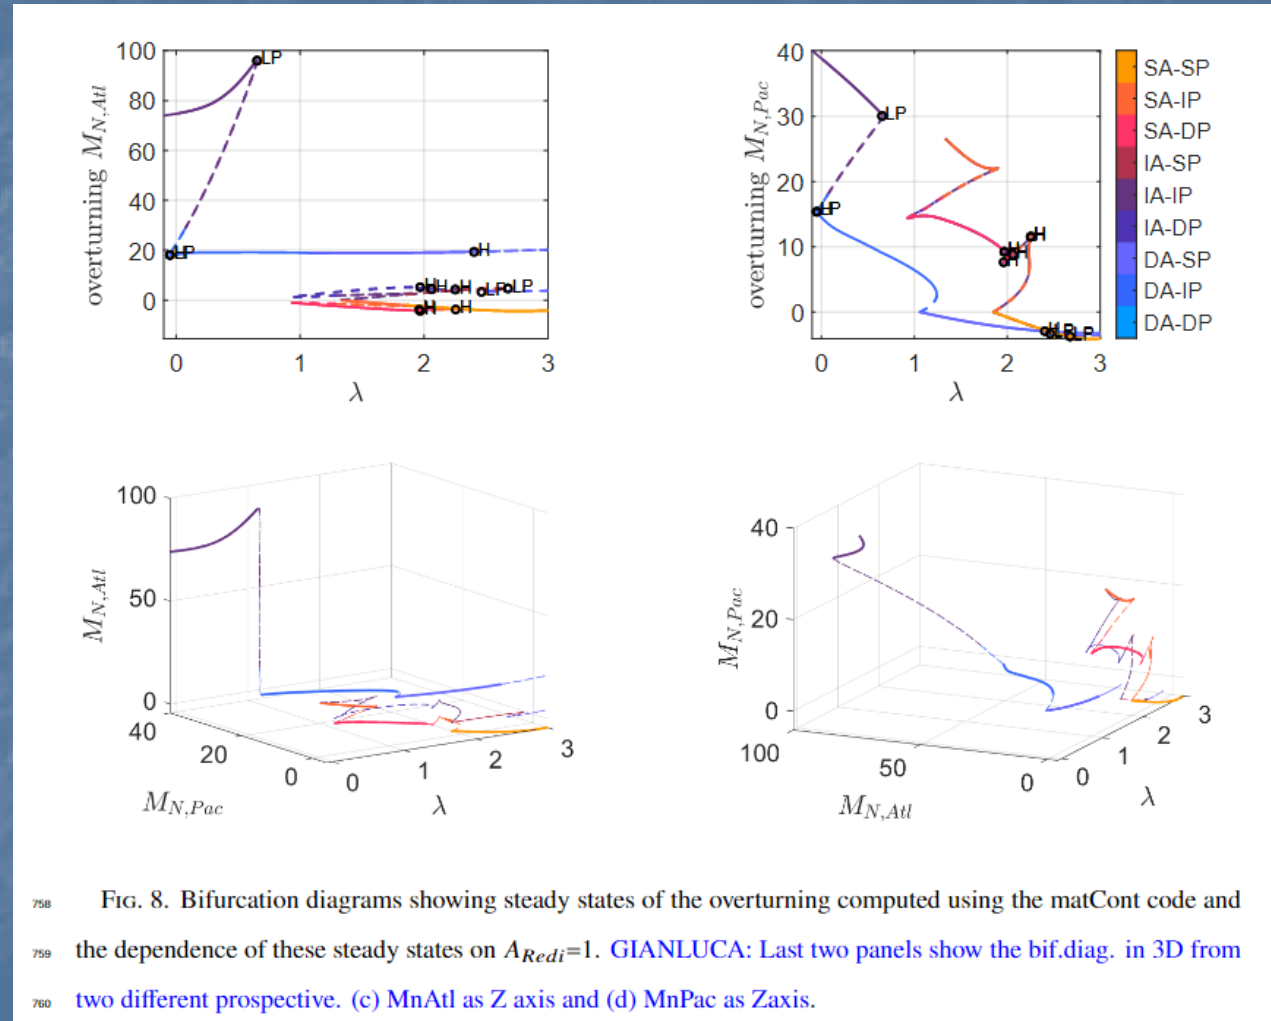 100
80
60
40
20
0
overturning M_{N,Atl}
LP
LP
H
H
H
H
LP
LP
H
H
0
1
2
3
λ
40
30
20
10
0
overturning M_{N,Pac}
LP
LP
H
H
H
H
H
LP
LP
0
1
2
3
λ
SA-SP
SA-IP
SA-DP
IA-SP
IA-IP
IA-DP
DA-SP
DA-IP
DA-DP
100
50
0
M_{N,Atl}
40
20
0
M_{N,Pac}
0
1
2
3
λ
40
20
0
M_{N,Pac}
100
50
0
M_{N,Atl}
0
1
2
3
λ
758 FIG. 8. Bifurcation diagrams showing steady states of the overturning computed using the matCont code and
759 the dependence of these steady states on A_{Redi}=1. GIANLUCA: Last two panels show the bif.diag. in 3D from
760 two different prospective. (c) MnAtl as Z axis and (d) MnPac as Zaxis.